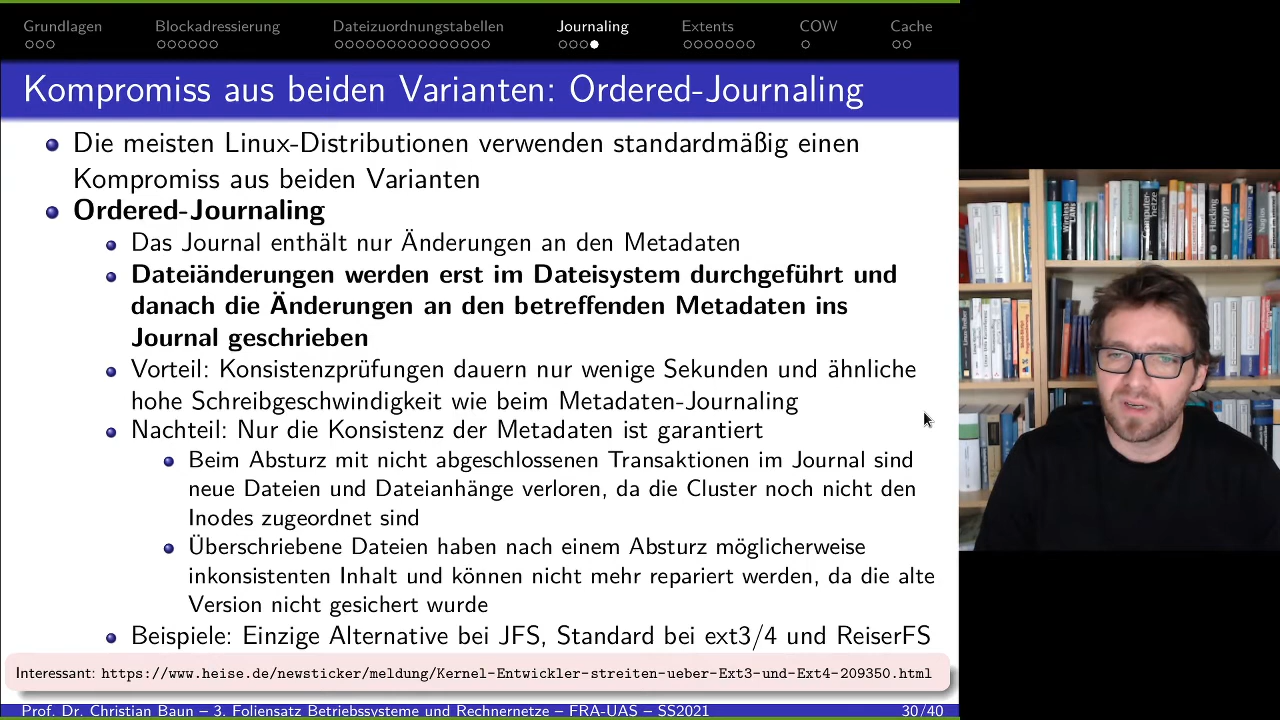 Grundlagen Blockadressierung Dateizuordnungstabellen Journaling Extents COW Cache
Kompromiss aus beiden Varianten: Ordered-Journaling
Die meisten Linux-Distributionen verwenden standardmäßig einen
Kompromiss aus beiden Varianten
Ordered-Journaling
Das Journal enthält nur Änderungen an den Metadaten
Dateiänderungen werden erst im Dateisystem durchgeführt und
danach die Änderungen an den betreffenden Metadaten ins
Journal geschrieben
Vorteil: Konsistenzprüfungen dauern nur wenige Sekunden und ähnliche
hohe Schreibgeschwindigkeit wie beim Metadaten-Journaling
Nachteil: Nur die Konsistenz der Metadaten ist garantiert
Beim Absturz mit nicht abgeschlossenen Transaktionen im Journal sind
neue Dateien und Dateianhänge verloren, da die Cluster noch nicht den
Inodes zugeordnet sind
Überschriebene Dateien haben nach einem Absturz möglicherweise
inkonsistenten Inhalt und können nicht mehr repariert werden, da die alte
Version nicht gesichert wurde
Beispiele: Einzige Alternative bei JFS, Standard bei ext3/4 und ReiserFS
Interessant: https://www.heise.de/newsticker/meldung/Kernel-Entwickler-streiten-ueber-Ext3-und-Ext4-209350.html
Prof. Dr. Christian Baun – 3. Foliensatz Betriebssysteme und Rechnernetze – FRA-UAS – SS2021 30/40
Wireless LANs
Computer-
netze
Hacking
TCP/IP